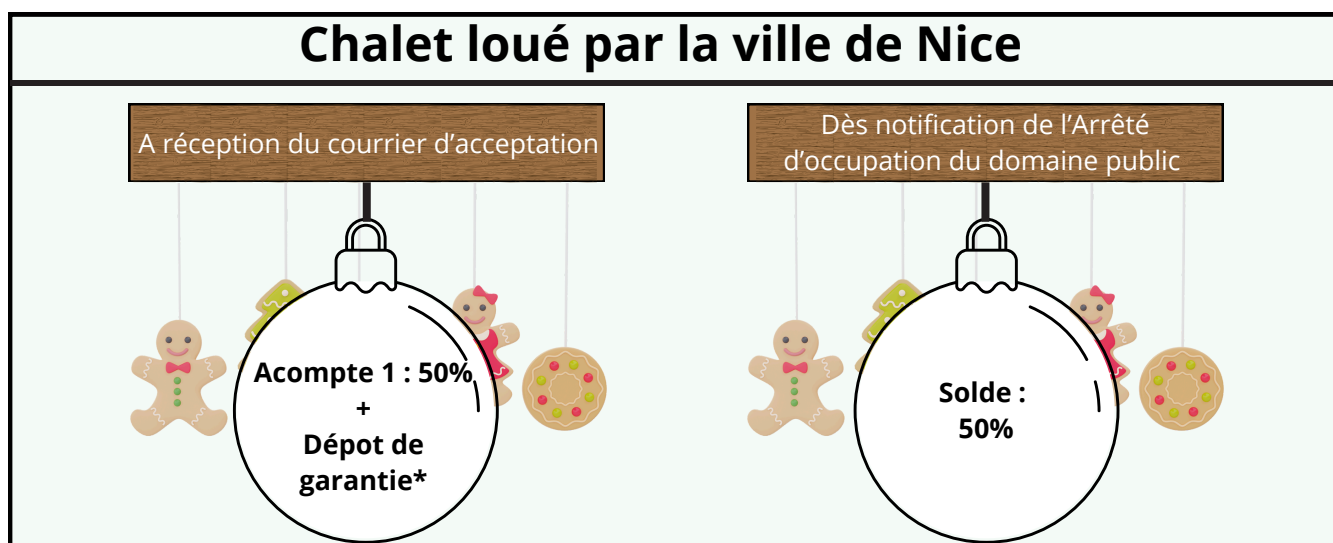 Chalet loué par la ville de Nice
A réception du courrier d’acceptation
Dès notification de l’Arrêté
d’occupation du domaine public
Acompte 1 : 50%
+
Dépot de
garantie*
Solde :
50%